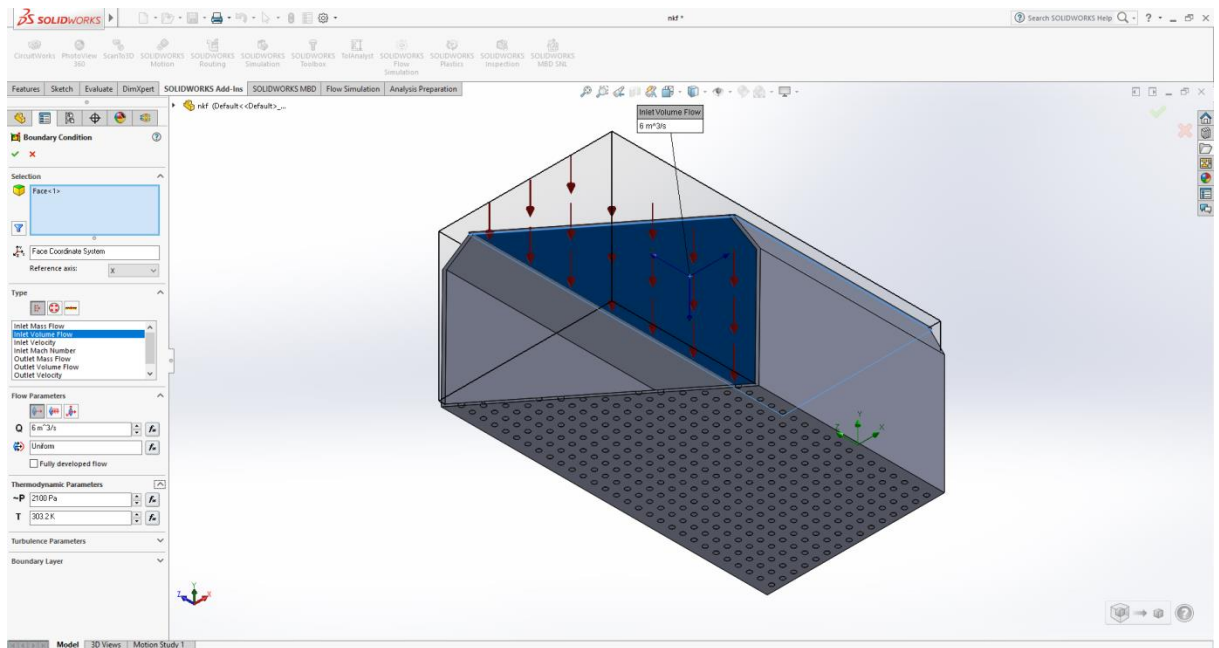 SOLIDWORKS
nkf *
Search SOLIDWORKS Help
CircuitWorks
PhotoView 360
ScanTo3D
SOLIDWORKS Motion
SOLIDWORKS Routing
SOLIDWORKS Simulation
SOLIDWORKS Toolbox
TolAnalyst
SOLIDWORKS Flow Simulation
SOLIDWORKS Plastics
SOLIDWORKS Inspection
SOLIDWORKS MBD SNL
Features Sketch Evaluate DimXpert SOLIDWORKS Add-Ins SOLIDWORKS MBD Flow Simulation Analysis Preparation
nkf (Default<<Default>_...
Inlet Volume Flow
6 m^3/s
Boundary Condition
Selection
Face<1>
Face Coordinate System
Reference axis: X
Type
Inlet Mass Flow
Inlet Volume Flow
Inlet Velocity
Inlet Mach Number
Outlet Mass Flow
Outlet Volume Flow
Outlet Velocity
Flow Parameters
Q 6 m^3/s
Uniform
Fully developed flow
Thermodynamic Parameters
~P 2100 Pa
T 303.2 K
Turbulence Parameters
Boundary Layer
Y
Z X
Y
Z X
Model 3D Views Motion Study 1